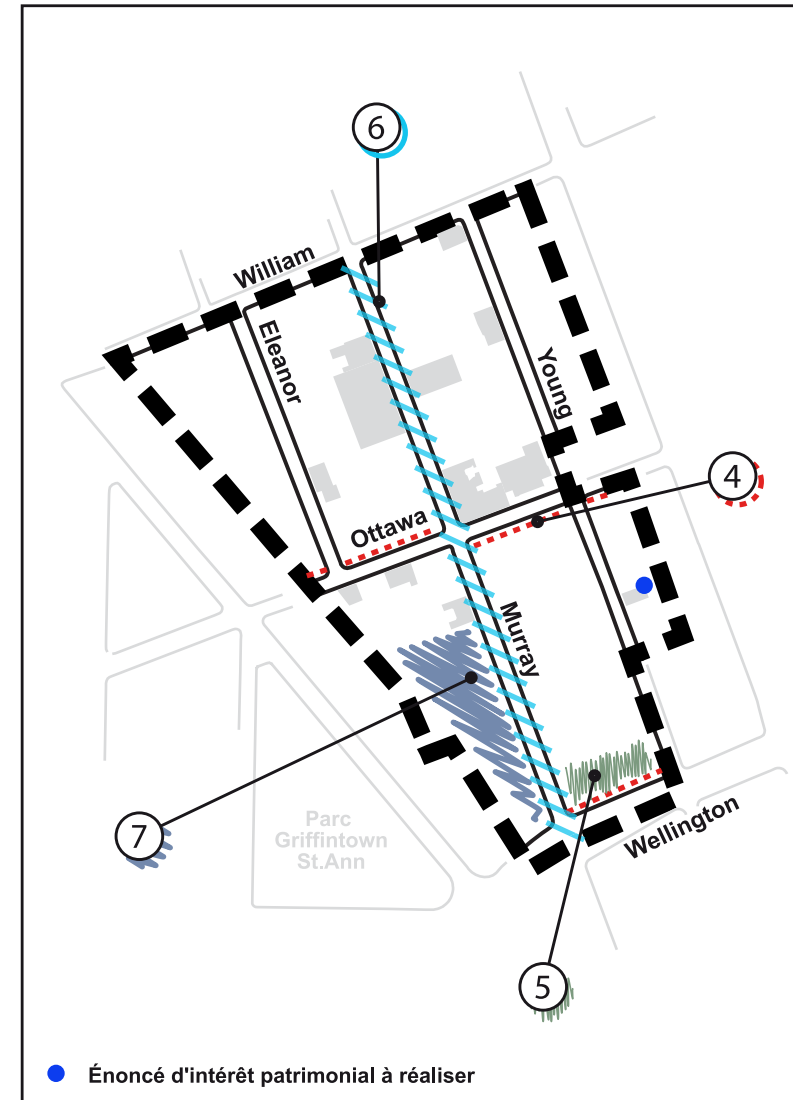 6
William
Eleanor
Young
4
Ottawa
Murray
7
Parc
Griffintown
St.Ann
Wellington
5
Énoncé d'intérêt patrimonial à réaliser